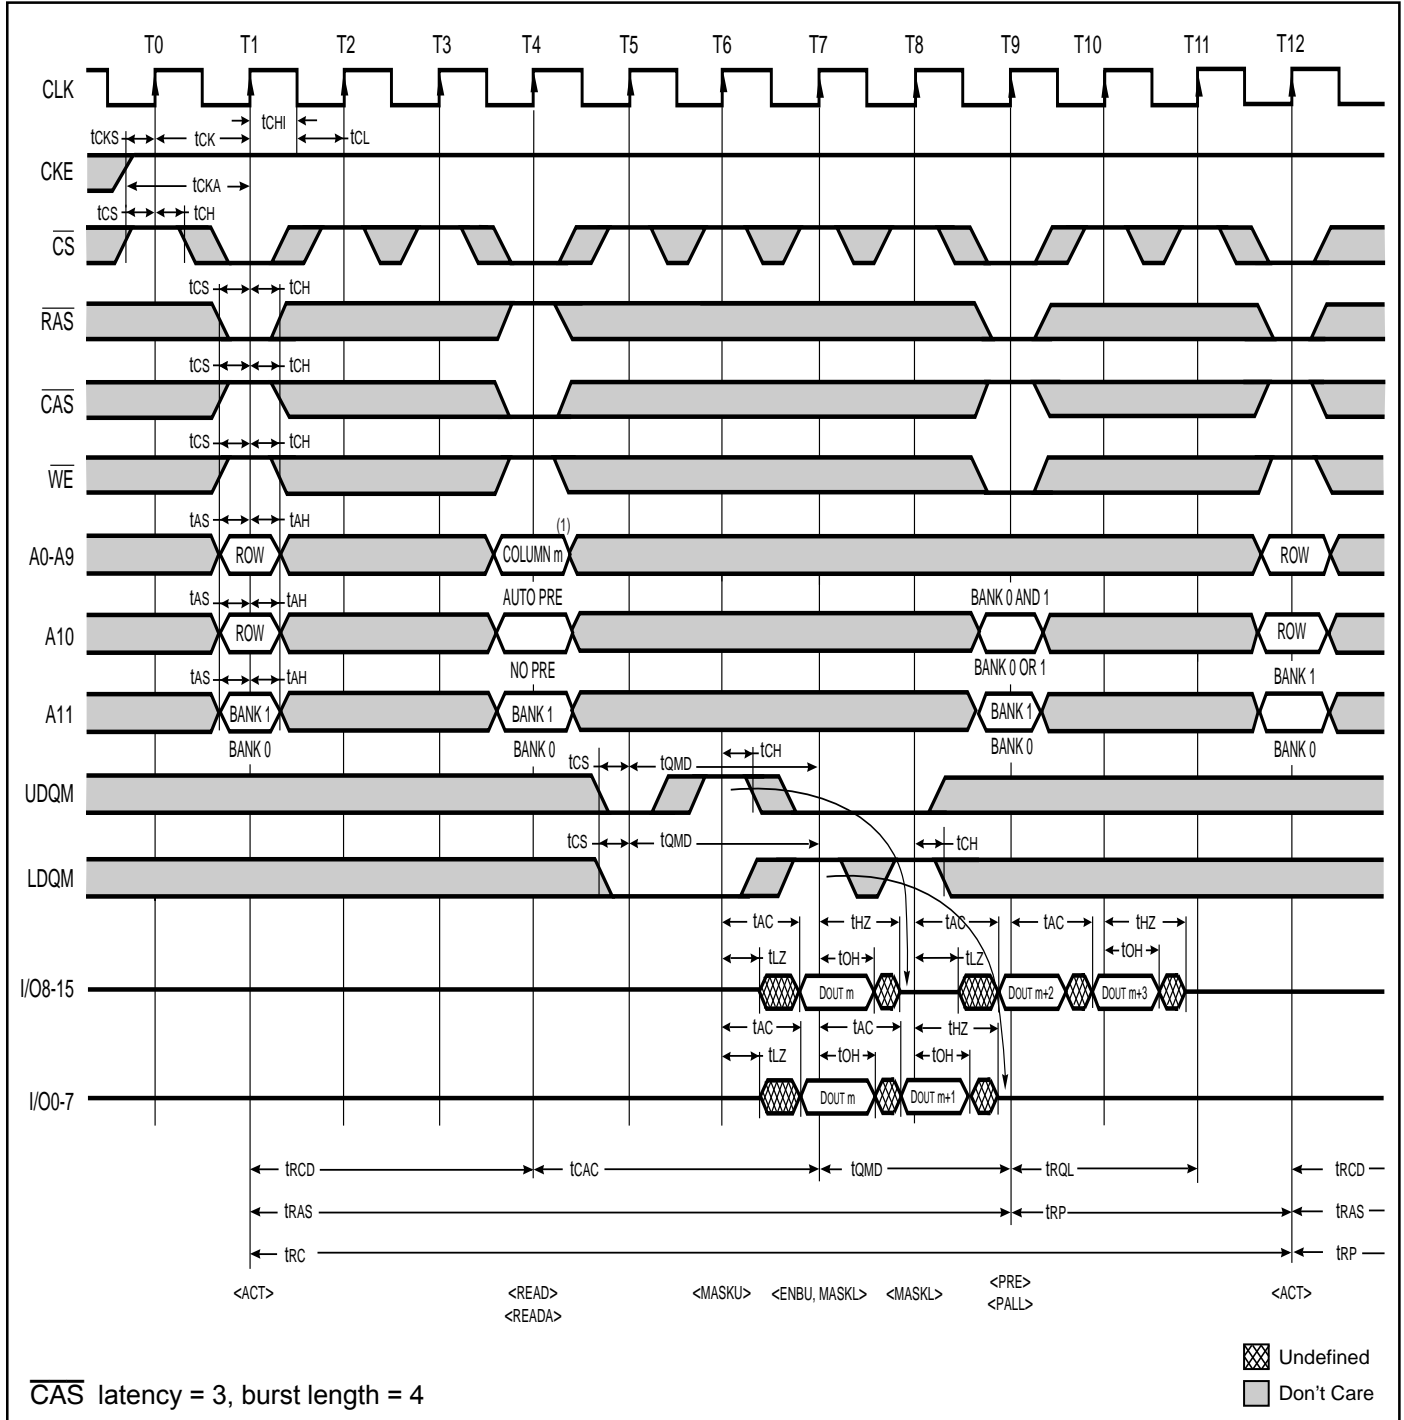 T0 T1 T2 T3 T4 T5 T6 T7 T8 T9 T10 T11 T12
CLK
tCHI
tCKS tCK tCL
CKE
tCKA
tCS tCH
CS
tCS tCH
RAS
tCS tCH
CAS
tCS tCH
WE
tAS tAH (1)
A0-A9 ROW COLUMN m ROW
tAS tAH AUTO PRE BANK 0 AND 1
A10 ROW ROW
NO PRE BANK 0 OR 1 BANK 1
tAS tAH
A11 BANK 1 BANK 1 BANK 1
BANK 0 BANK 0 BANK 0 BANK 0
tCS tQMD tCH
UDQM
tCS tQMD tCH
LDQM
tAC tHZ tAC tAC tHZ
tLZ tOH tLZ tOH
I/O8-15 DOUT m DOUT m+2 DOUT m+3
tAC tAC tHZ
tLZ tOH tOH
I/O0-7 DOUT m DOUT m+1
tRCD tCAC tQMD tRQL tRCD
tRAS tRP tRAS
tRC tRP
<ACT> <READ> <MASKU> <ENBU, MASKL> <MASKL> <PRE> <ACT>
<READA> <PALL>
Undefined
CAS latency = 3, burst length = 4
Don't Care